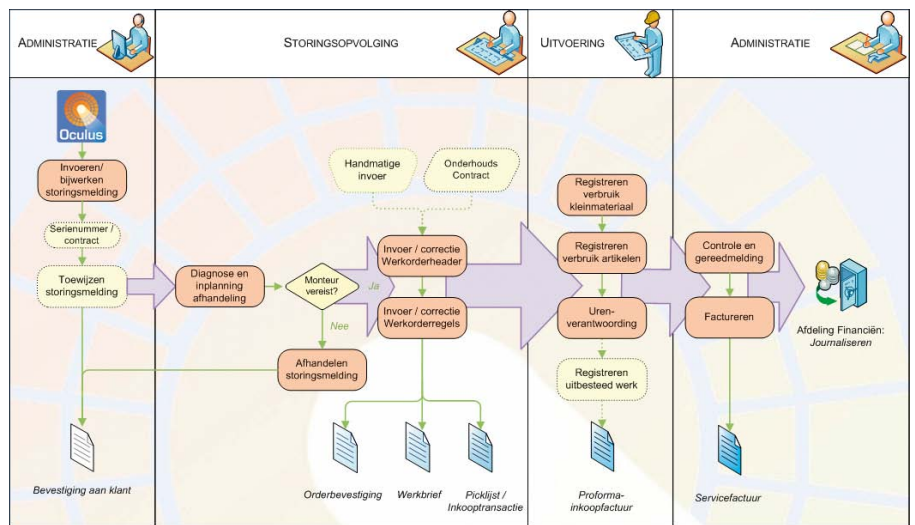 ADMINISTRATIE
STORINGSOPVOLGING
UITVOERING
ADMINISTRATIE
Oculus
Invoeren/
bijwerken
storingsmelding
Serienummer /
contract
Toewijzen
storingsmelding
Bevestiging aan klant
Diagnose en
inplanning
afhandeling
Monteur
vereist?
Ja
Nee
Afhandelen
storingsmelding
Handmatige
invoer
Onderhouds
Contract
Invoer / correctie
Werkorderheader
Invoer / correctie
Werkorderregels
Orderbevestiging
Werkbrief
Picklijst /
Inkooptransactie
Registreren
verbruik
kleinmateriaal
Registreren
verbruik artikelen
Uren-
verantwoording
Registreren
uitbesteed werk
Proforma-
inkoopfactuur
Controle en
gereedmelding
Factureren
Servicefactuur
Afdeling Financiën:
Journaliseren